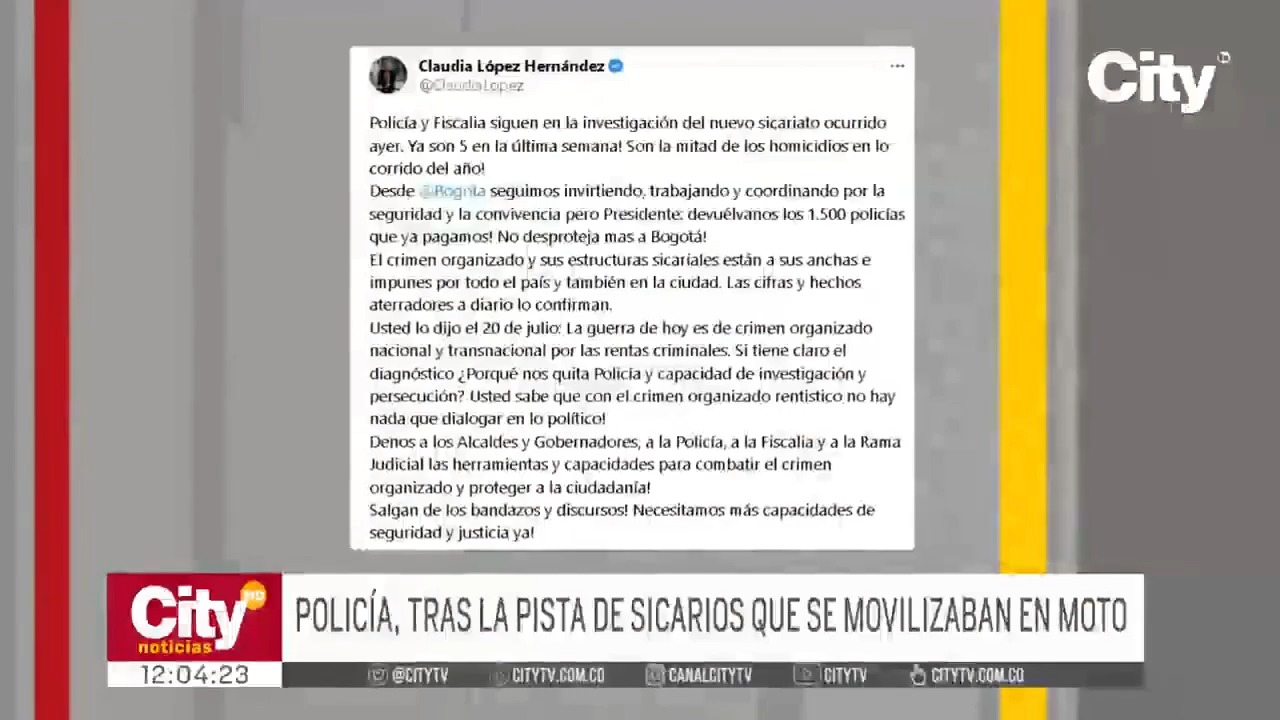 Claudia López Hernández
@ClaudiaLopez
City
Policía y Fiscalia siguen en la investigación del nuevo sicariato ocurrido
ayer. Ya son 5 en la última semana! Son la mitad de los homicidios en lo
corrido del año!
Desde @Bogota seguimos invirtiendo, trabajando y coordinando por la
seguridad y la convivencia pero Presidente: devuélvanos los 1.500 policías
que ya pagamos! No desproteja mas a Bogotá!
El crimen organizado y sus estructuras sicaríales están a sus anchas e
impunes por todo el país y también en la ciudad. Las cifras y hechos
aterradores a diario lo confirman.
Usted lo dijo el 20 de julio: La guerra de hoy es de crimen organizado
nacional y transnacional por las rentas criminales. Si tiene claro el
diagnóstico ¿Porqué nos quita Policía y capacidad de investigación y
persecución? Usted sabe que con el crimen organizado rentistico no hay
nada que dialogar en lo político!
Denos a los Alcaldes y Gobernadores, a la Policía, a la Fiscalia y a la Rama
Judicial las herramientas y capacidades para combatir el crimen
organizado y proteger a la ciudadanía!
Salgan de los bandazos y discursos! Necesitamos más capacidades de
seguridad y justicia ya!
City HD
noticias
POLICÍA, TRAS LA PISTA DE SICARIOS QUE SE MOVILIZABAN EN MOTO
12:04:23
@CITYTV CITYTV.COM.CO CANALCITYTV CITYTV CITYTV.COM.CO